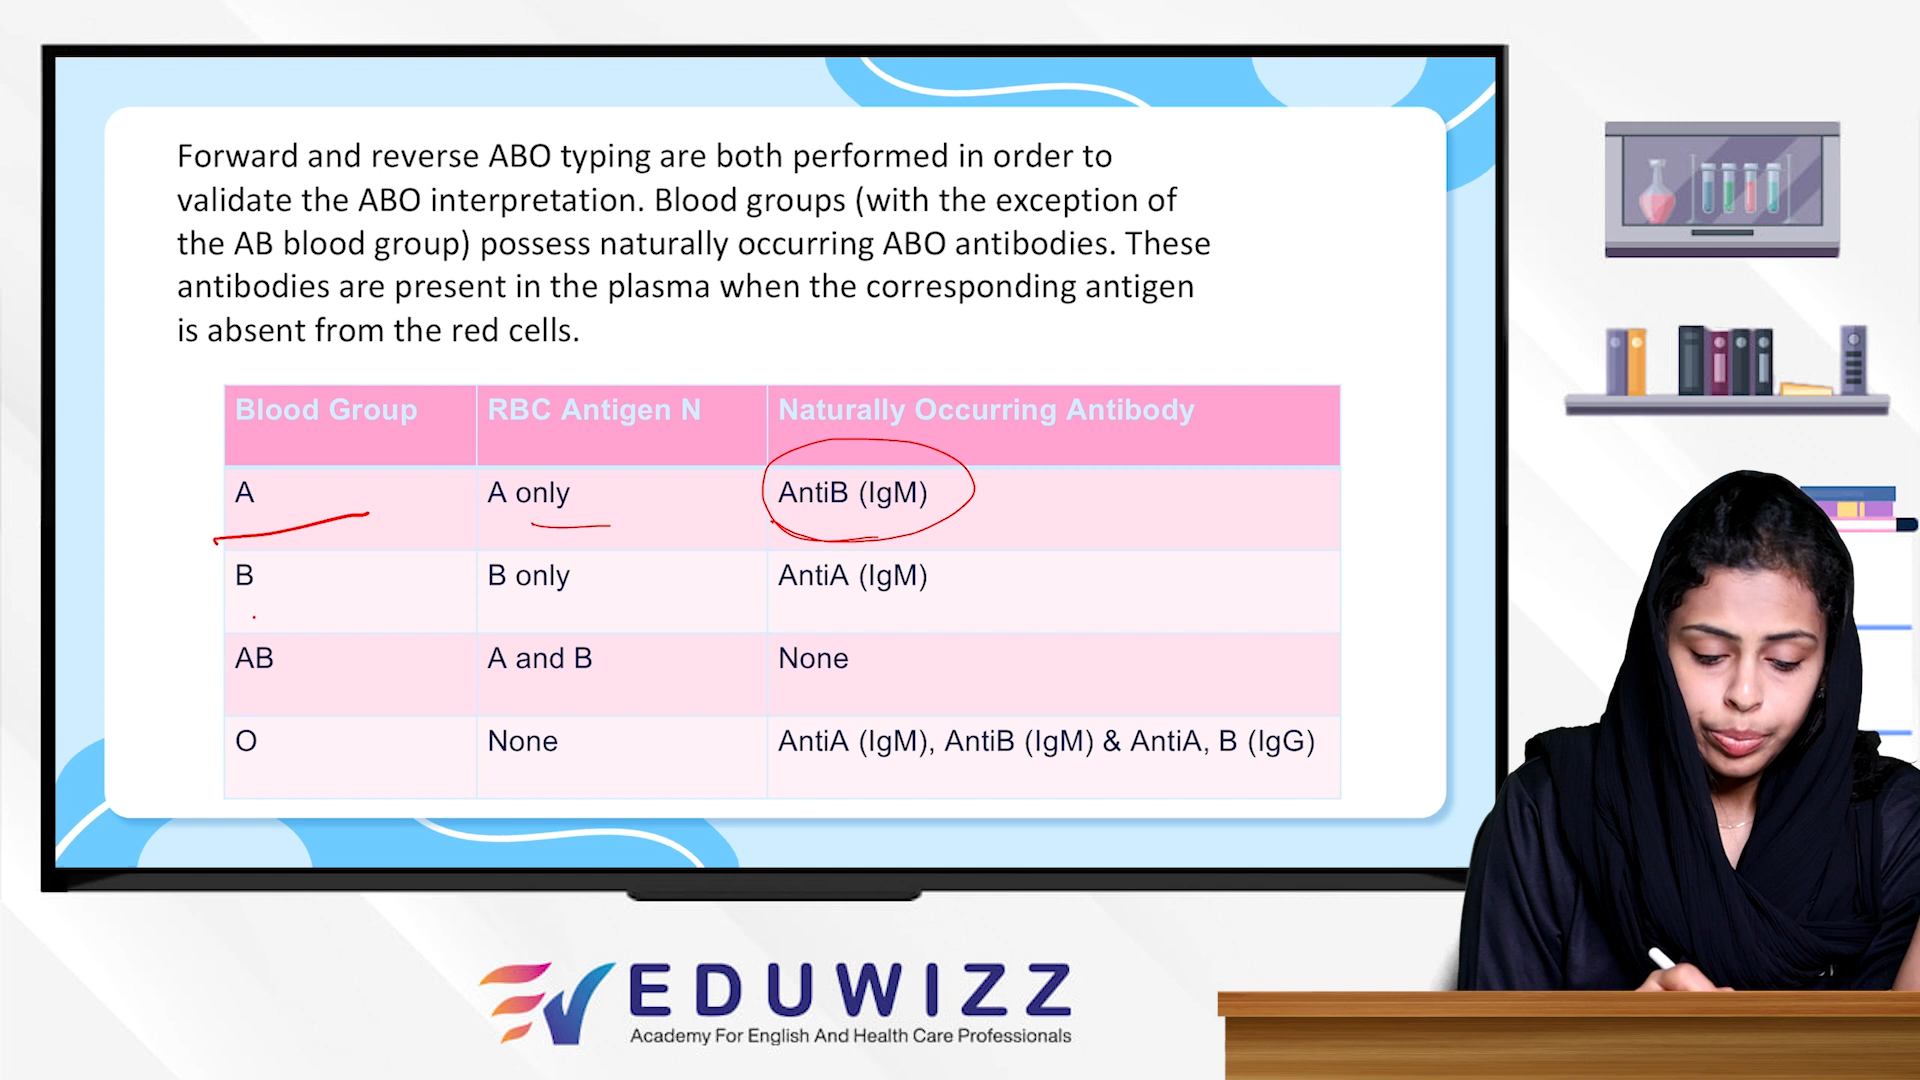 Forward and reverse ABO typing are both performed in order to
validate the ABO interpretation. Blood groups (with the exception of
the AB blood group) possess naturally occurring ABO antibodies. These
antibodies are present in the plasma when the corresponding antigen
is absent from the red cells.
Blood Group RBC Antigen N Naturally Occurring Antibody
A A only AntiB (IgM)
B B only AntiA (IgM)
AB A and B None
O None AntiA (IgM), AntiB (IgM) & AntiA, B (IgG)
EDUWIZZ
Academy For English And Health Care Professionals